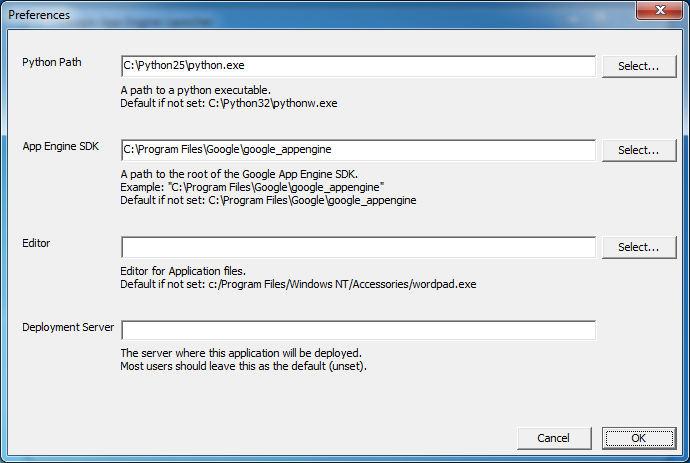 Preferences
Python Path
C:\Python25\python.exe
Select...
A path to a python executable.
Default if not set: C:\Python32\pythonw.exe
App Engine SDK
C:\Program Files\Google\google_appengine
Select...
A path to the root of the Google App Engine SDK.
Example: "C:\Program Files\Google\google_appengine"
Default if not set: C:\Program Files\Google\google_appengine
Editor
Select...
Editor for Application files.
Default if not set: c:/Program Files/Windows NT/Accessories/wordpad.exe
Deployment Server
The server where this application will be deployed.
Most users should leave this as the default (unset).
Cancel
OK